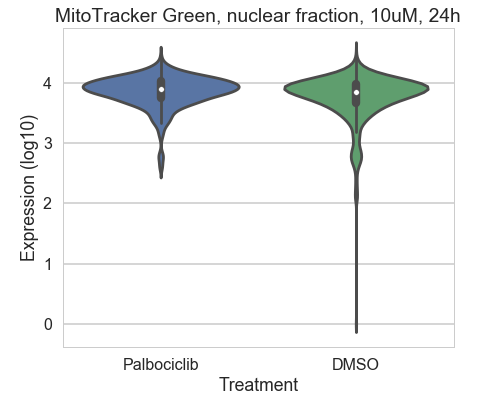 MitoTracker Green, nuclear fraction, 10uM, 24h
Expression (log10)
4
3
2
1
0
Palbociclib
DMSO
Treatment